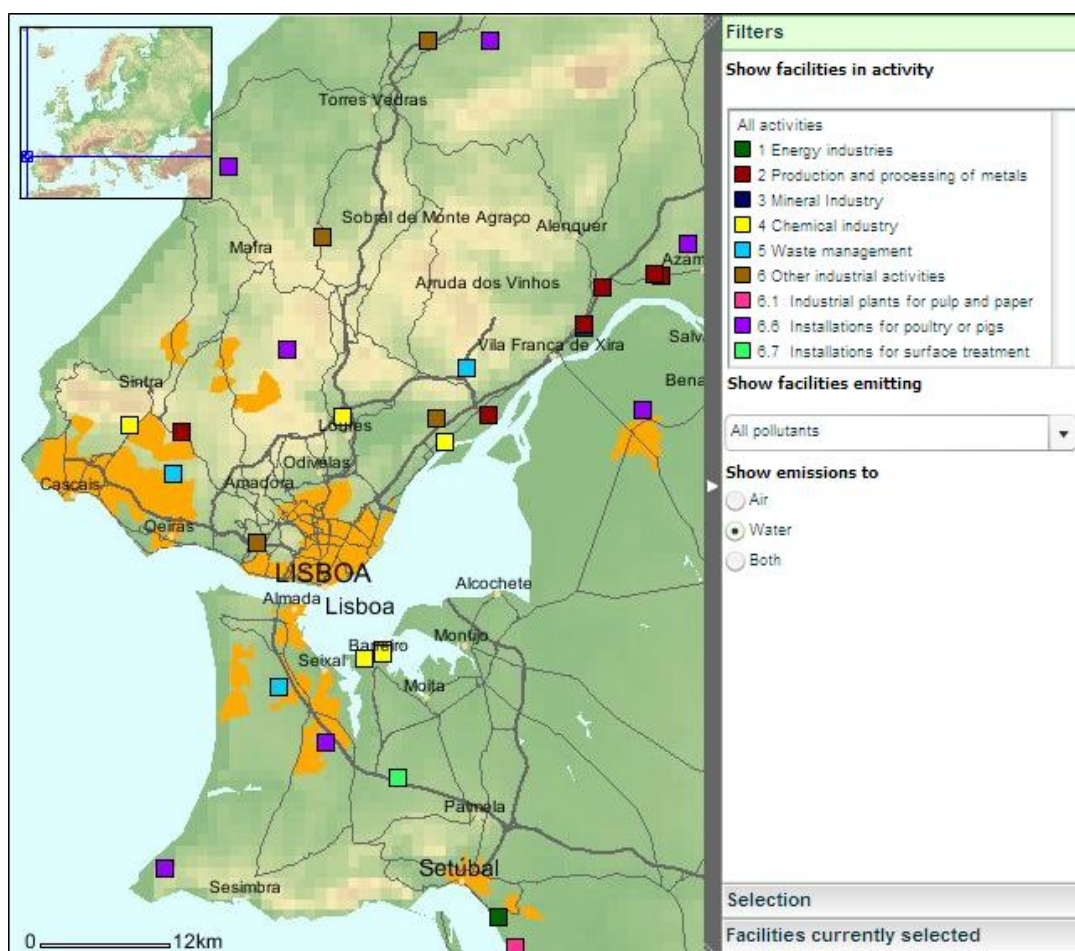 Torres Vedras
Sobral de Monte Agraço
Alenquer
Mafra
Azam
Arruda dos Vinhos
Vila Franca de Xira
Salv
Sintra
Bena
Loures
Odivelas
Cascais
Amadora
Oeiras
LISBOA
Alcochete
Almada
Lisboa
Barreiro
Montijo
Seixal
Moita
Palmela
Setúbal
Sesimbra
0 12km
Filters
Show facilities in activity
All activities
1 Energy industries
2 Production and processing of metals
3 Mineral Industry
4 Chemical industry
5 Waste management
6 Other industrial activities
6.1 Industrial plants for pulp and paper
6.6 Installations for poultry or pigs
6.7 Installations for surface treatment
Show facilities emitting
All pollutants
Show emissions to
Air
Water
Both
Selection
Facilities currently selected